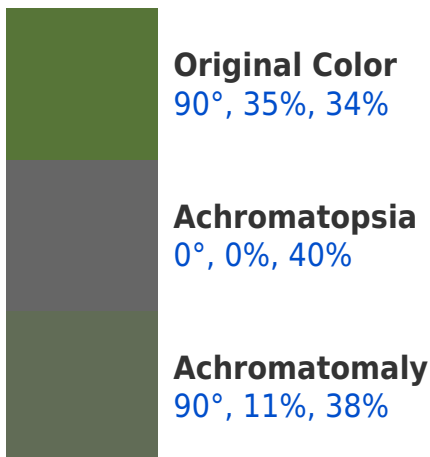 Original Color
90°, 35%, 34%
Achromatopsia
0°, 0%, 40%
Achromatomaly
90°, 11%, 38%